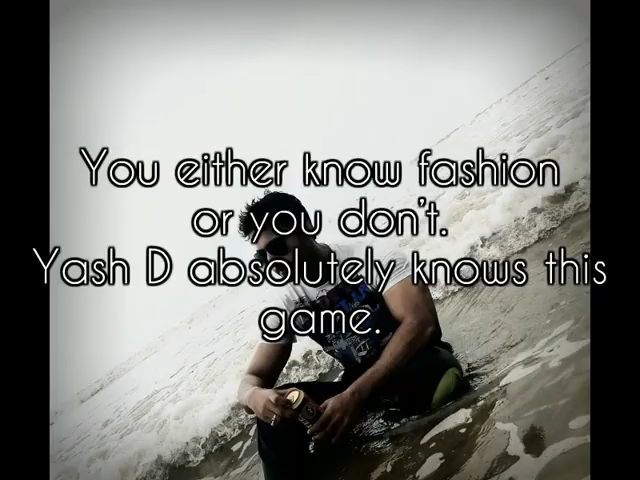 You either know fashion
or you don't.
Yash D absolutely knows this
game.